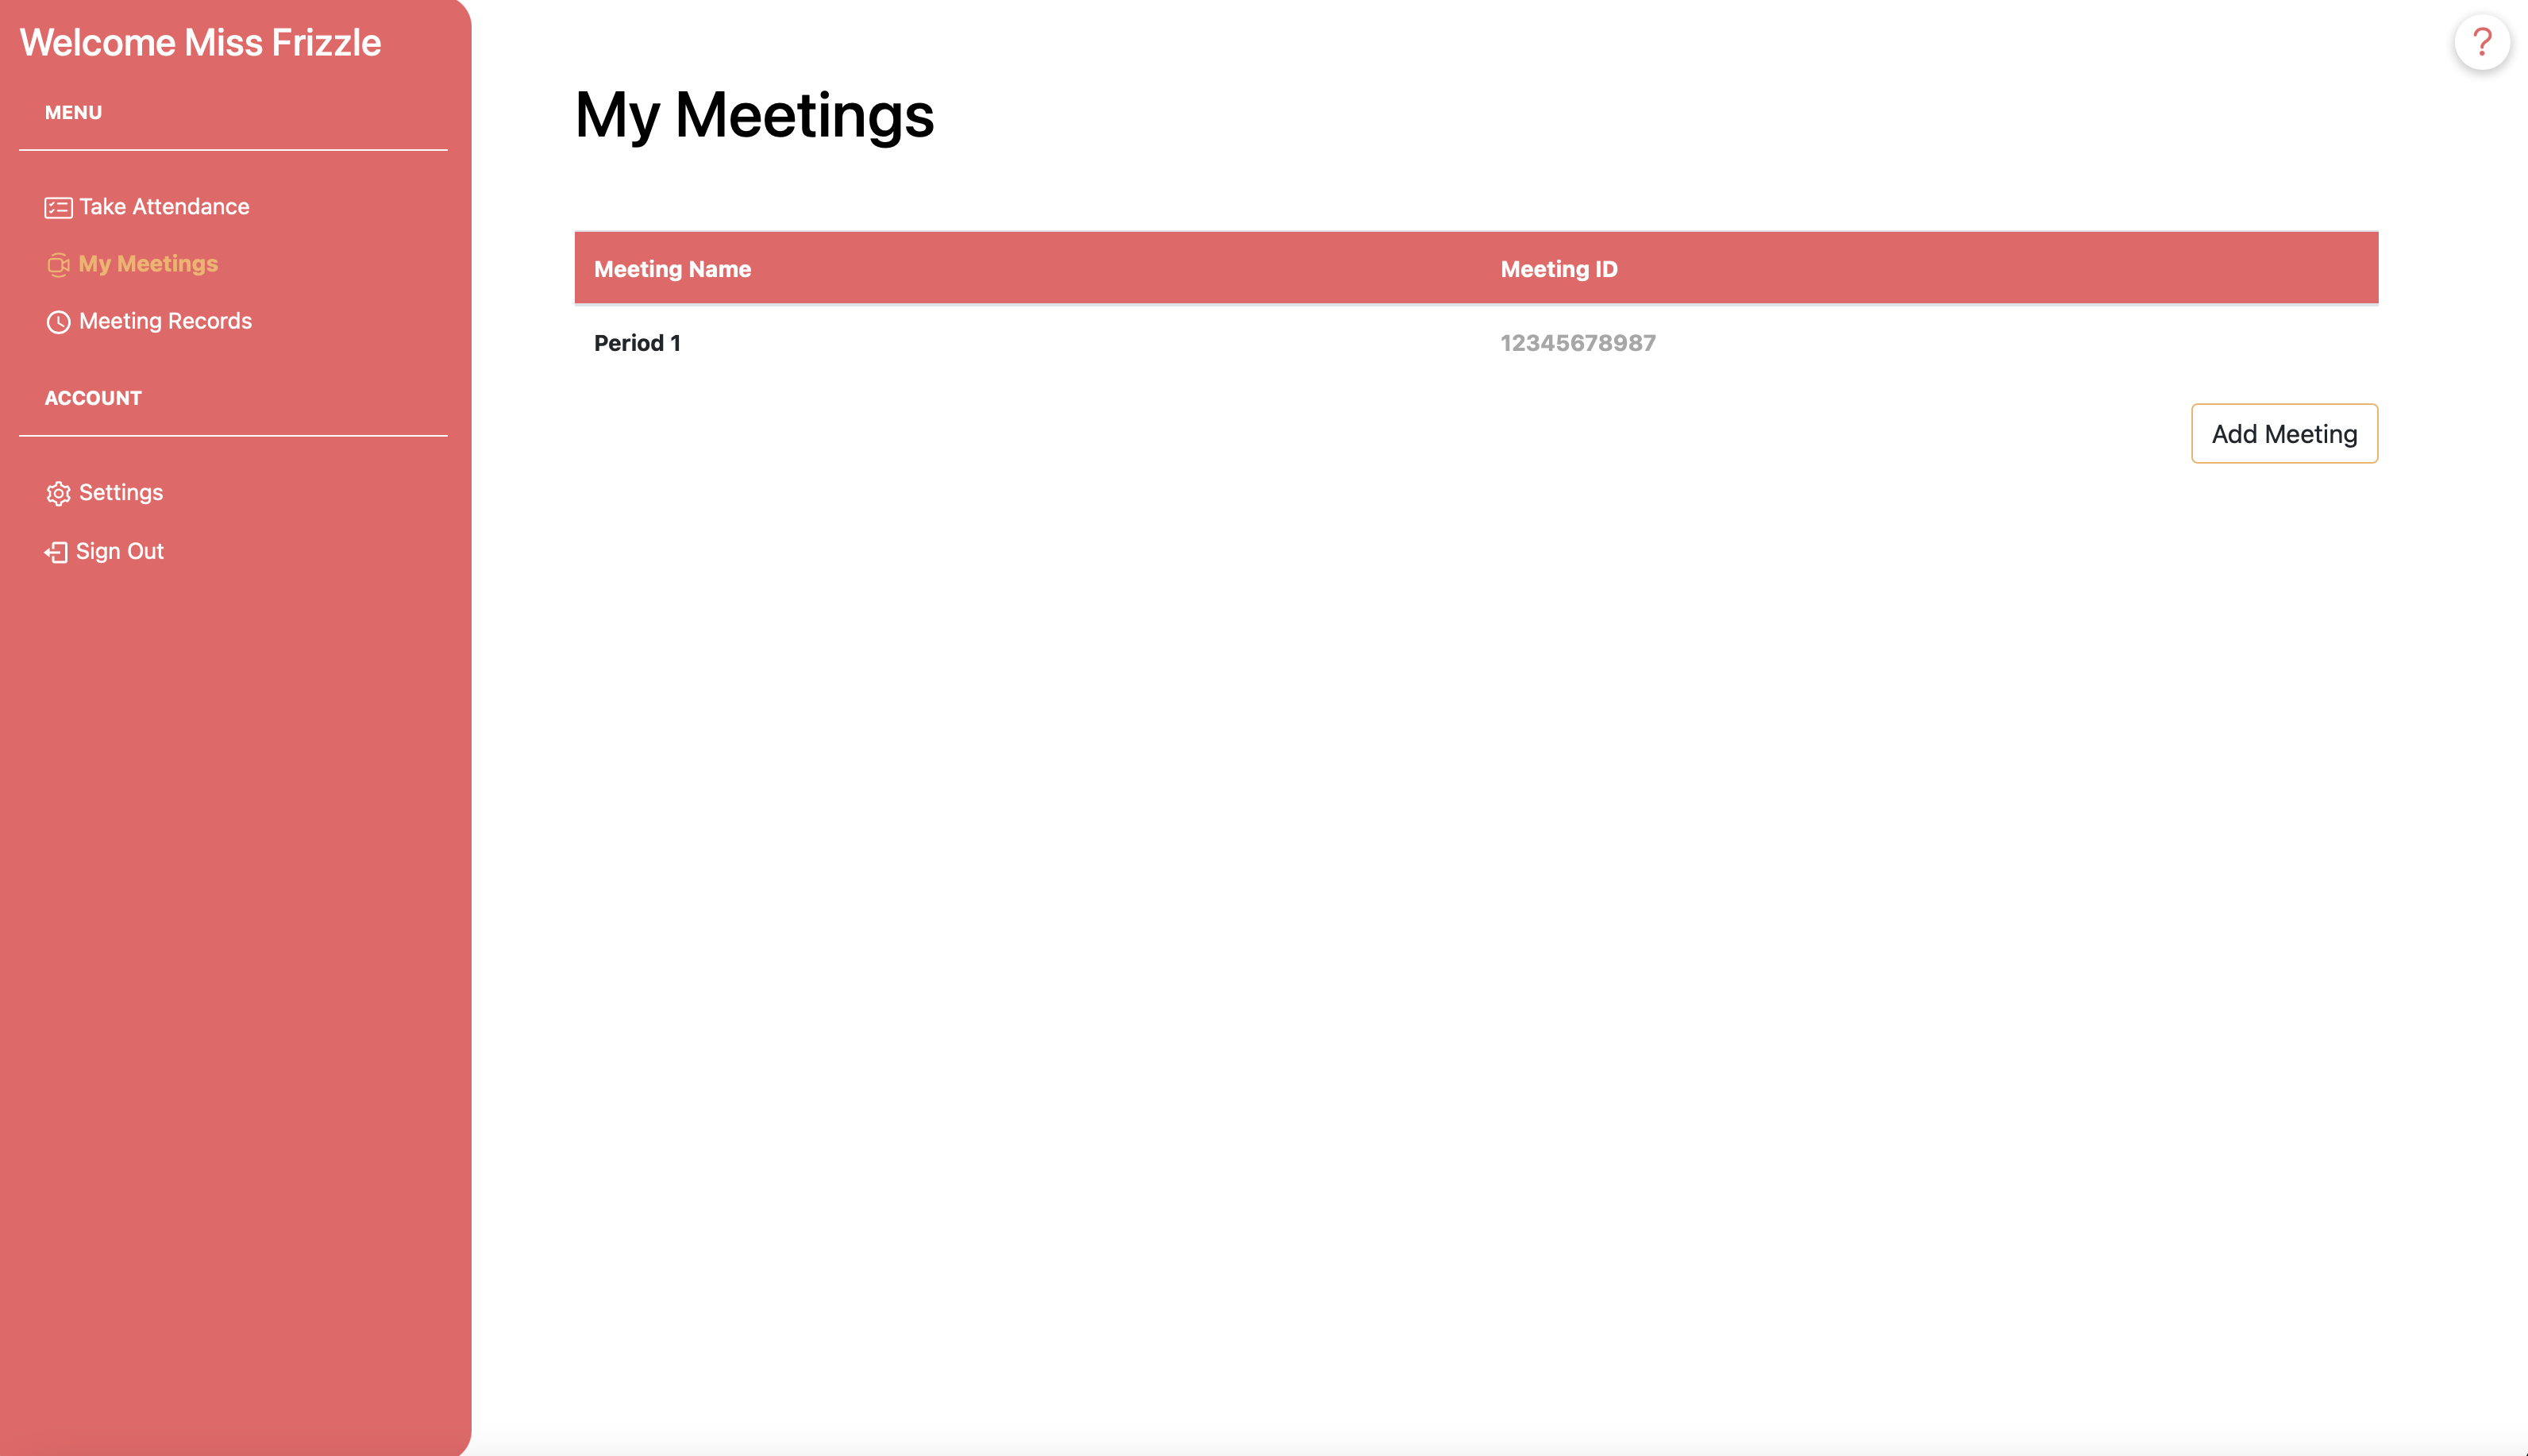 Welcome Miss Frizzle
MENU
Take Attendance
My Meetings
Meeting Records
ACCOUNT
Settings
Sign Out
?
My Meetings
Meeting Name Meeting ID
Period 1 12345678987
Add Meeting